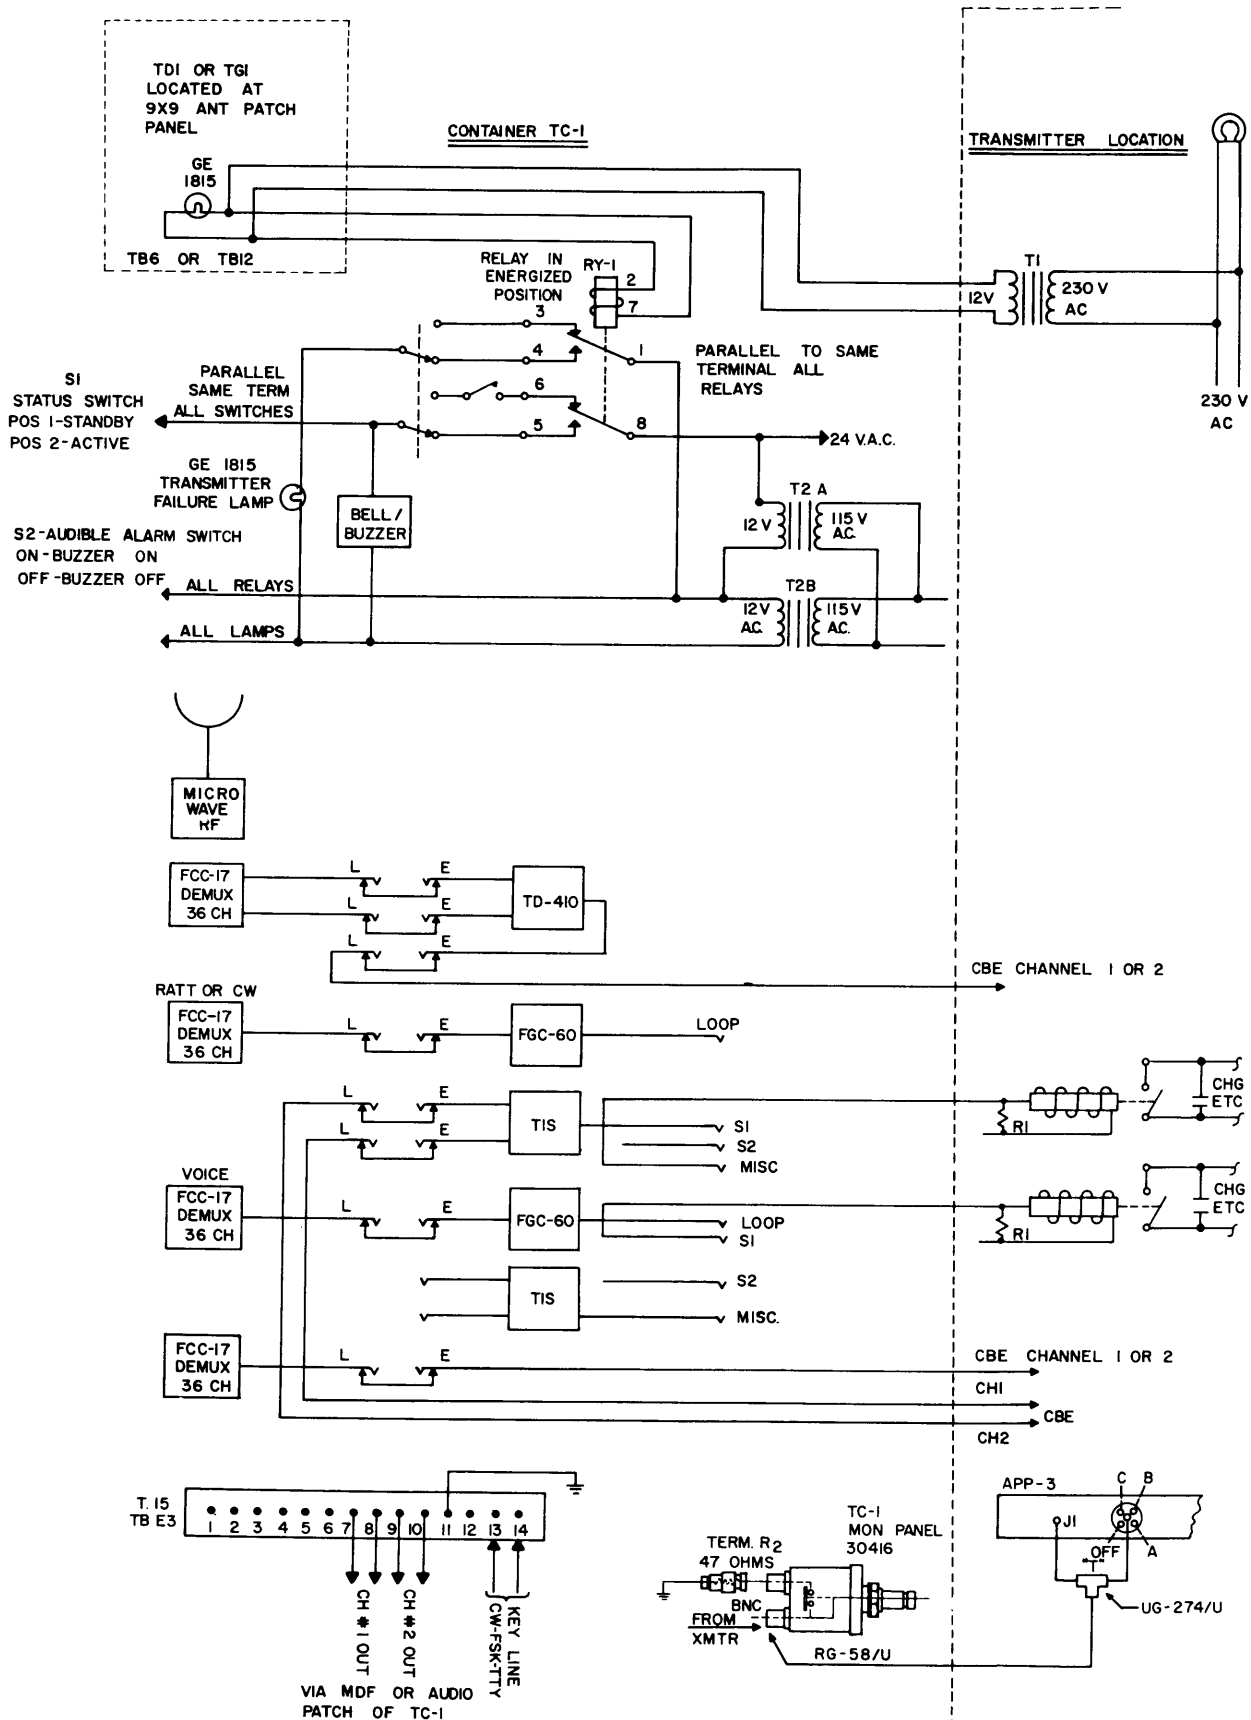 TD1 OR TG1
LOCATED AT
9X9 ANT PATCH
PANEL
GE
1815
TB6 OR TB12
CONTAINER TC-1
TRANSMITTER LOCATION
RELAY IN
ENERGIZED
POSITION
RY-1
2
7
3
4
1
6
5
8
T1
12V
230 V
AC
230 V
AC
PARALLEL TO SAME
TERMINAL ALL
RELAYS
S1
STATUS SWITCH
POS 1-STANDBY
POS 2-ACTIVE
PARALLEL
SAME TERM
ALL SWITCHES
24 V.A.C.
GE 1815
TRANSMITTER
FAILURE LAMP
BELL/
BUZZER
T2 A
12 V
115 V
A.C.
S2-AUDIBLE ALARM SWITCH
ON-BUZZER ON
OFF-BUZZER OFF
ALL RELAYS
T2B
12V
A.C.
115V
A.C.
ALL LAMPS
MICRO
WAVE
RF
FCC-17
DEMUX
36 CH
L
E
L
E
L
E
TD-410
CBE CHANNEL 1 OR 2
RATT OR CW
FCC-17
DEMUX
36 CH
L
E
FGC-60
LOOP
L
E
L
E
TIS
S1
S2
MISC
R1
CHG
ETC
VOICE
FCC-17
DEMUX
36 CH
L
E
FGC-60
LOOP
S1
R1
CHG
ETC
TIS
S2
MISC.
FCC-17
DEMUX
36 CH
L
E
CBE CHANNEL 1 OR 2
CH1
CBE
CH2
T. 15
TB E3
1 2 3 4 5 6 7 8 9 10 11 12 13 14
CH # 1 OUT
CH # 2 OUT
CW-FSK-TTY
KEY LINE
VIA MDF OR AUDIO
PATCH OF TC-1
TC-1
MON PANEL
30416
TERM. R2
47 OHMS
BNC
FROM
XMTR
RG-58/U
APP-3
J1
C
B
OFF
A
"T"
UG-274/U